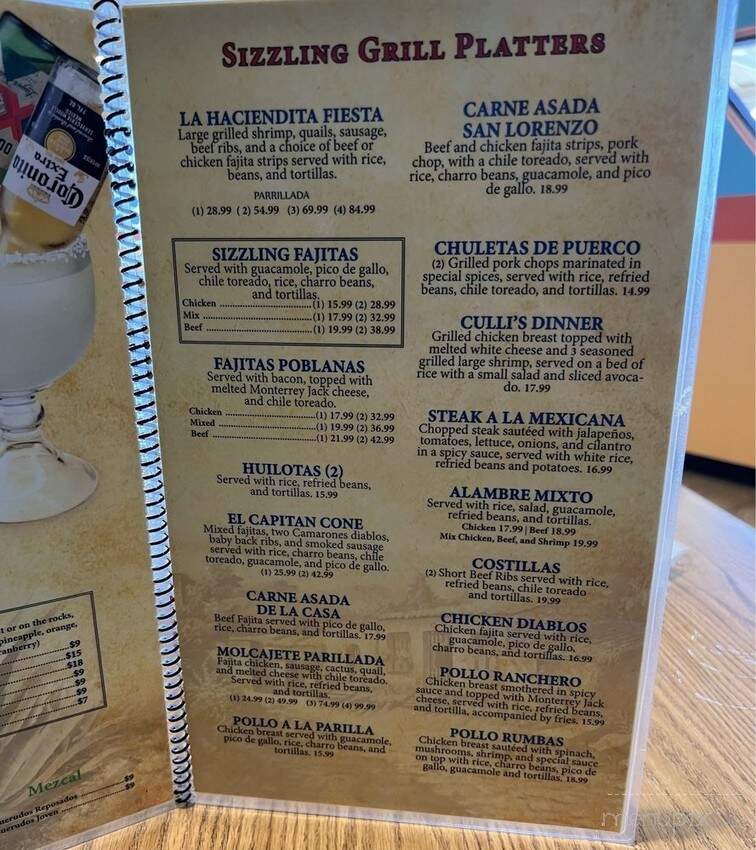 SIZZLING GRILL PLATTERS
LA HACIENDITA FIESTA
Large grilled shrimp, quails, sausage,
beef ribs, and a choice of beef or
chicken fajita strips served with rice,
beans, and tortillas.
PARRILLADA
(1) 28.99 ( 2) 54.99 (3) 69.99 (4) 84.99
SIZZLING FAJITAS
Served with guacamole, pico de gallo,
chile toreado, rice, charro beans,
and tortillas.
Chicken ..............................(1) 15.99 (2) 28.99
Mix ......................................(1) 17.99 (2) 32.99
Beef .....................................(1) 19.99 (2) 38.99
FAJITAS POBLANAS
Served with bacon, topped with
melted Monterrey Jack cheese,
and chile toreado.
Chicken .............................(1) 17.99 (2) 32.99
Mixed ................................(1) 19.99 (2) 36.99
Beef ..................................(1) 21.99 (2) 42.99
HUILOTAS (2)
Served with rice, refried beans,
and tortillas. 15.99
EL CAPITAN CONE
Mixed fajitas, two Camarones diablos,
baby back ribs, and smoked sausage
served with rice, charro beans, chile
toreado, guacamole, and pico de gallo.
(1) 25.99 (2) 42.99
CARNE ASADA
DE LA CASA
Beef Fajita served with pico de gallo,
rice, charro beans, and tortillas. 17.99
MOLCAJETE PARILLADA
Fajita chicken, sausage, cactus, quail,
and melted cheese with chile toreado.
Served with rice, refried beans,
and tortillas.
(1) 24.99 (2) 49.99 (3) 74.99 (4) 99.99
POLLO A LA PARILLA
Chicken breast served with guacamole,
pico de gallo, rice, charro beans, and
tortillas. 15.99
CARNE ASADA
SAN LORENZO
Beef and chicken fajita strips, pork
chop, with a chile toreado, served with
rice, charro beans, guacamole, and pico
de gallo. 18.99
CHULETAS DE PUERCO
(2) Grilled pork chops marinated in
special spices, served with rice, refried
beans, chile toreado, and tortillas. 14.99
CULLI'S DINNER
Grilled chicken breast topped with
melted white cheese and 3 seasoned
grilled large shrimp, served on a bed of
rice with a small salad and sliced avoca-
do. 17.99
STEAK A LA MEXICANA
Chopped steak sautéed with jalapeños,
tomatoes, lettuce, onions, and cilantro
in a spicy sauce, served with white rice,
refried beans and potatoes. 16.99
ALAMBRE MIXTO
Served with rice, salad, guacamole,
refried beans, and tortillas.
Chicken 17.99 | Beef 18.99
Mix Chicken, Beef, and Shrimp 19.99
COSTILLAS
(2) Short Beef Ribs served with rice,
refried beans, chile toreado
and tortillas. 19.99
CHICKEN DIABLOS
Chicken fajita served with rice,
guacamole, pico de gallo,
charro beans, and tortillas. 16.99
POLLO RANCHERO
Chicken breast smothered in spicy
sauce and topped with Monterrey Jack
cheese, served with rice, refried beans,
and tortilla, accompanied by fries. 15.99
POLLO RUMBAS
Chicken breast sautéed with spinach,
mushrooms, shrimp, and special sauce
on top with rice, charro beans, pico de
gallo, guacamole and tortillas. 18.99
Coronita
Extra
t or on the rocks,
pineapple, orange,
ranberry)
$9
$15
$18
$9
$9
$9
$7
Mezcal
uerudos Reposados ..........$9
uerudos Joven ..........$9